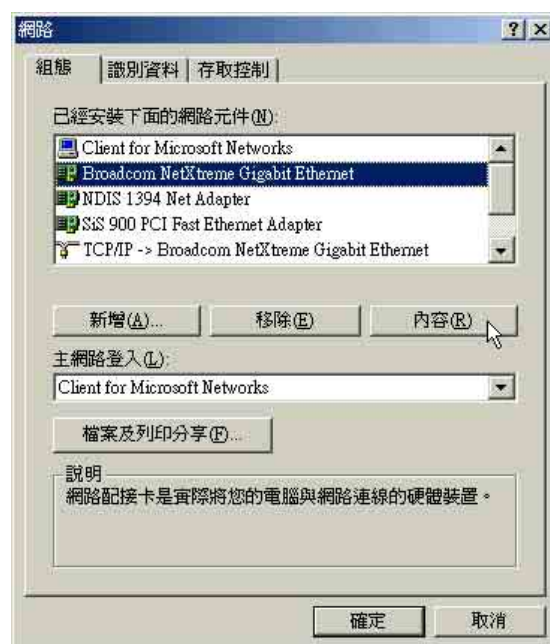 網路
組態 識別資料 存取控制
已經安裝下面的網路元件(N):
Client for Microsoft Networks
Broadcom NetXtreme Gigabit Ethernet
NDIS 1394 Net Adapter
SiS 900 PCI Fast Ethernet Adapter
TCP/IP -> Broadcom NetXtreme Gigabit Ethernet
新增(A)... 移除(E) 內容(R)
主網路登入(L):
Client for Microsoft Networks
檔案及列印分享(F)...
說明
網路配接卡是實際將您的電腦與網路連線的硬體裝置。
確定 取消